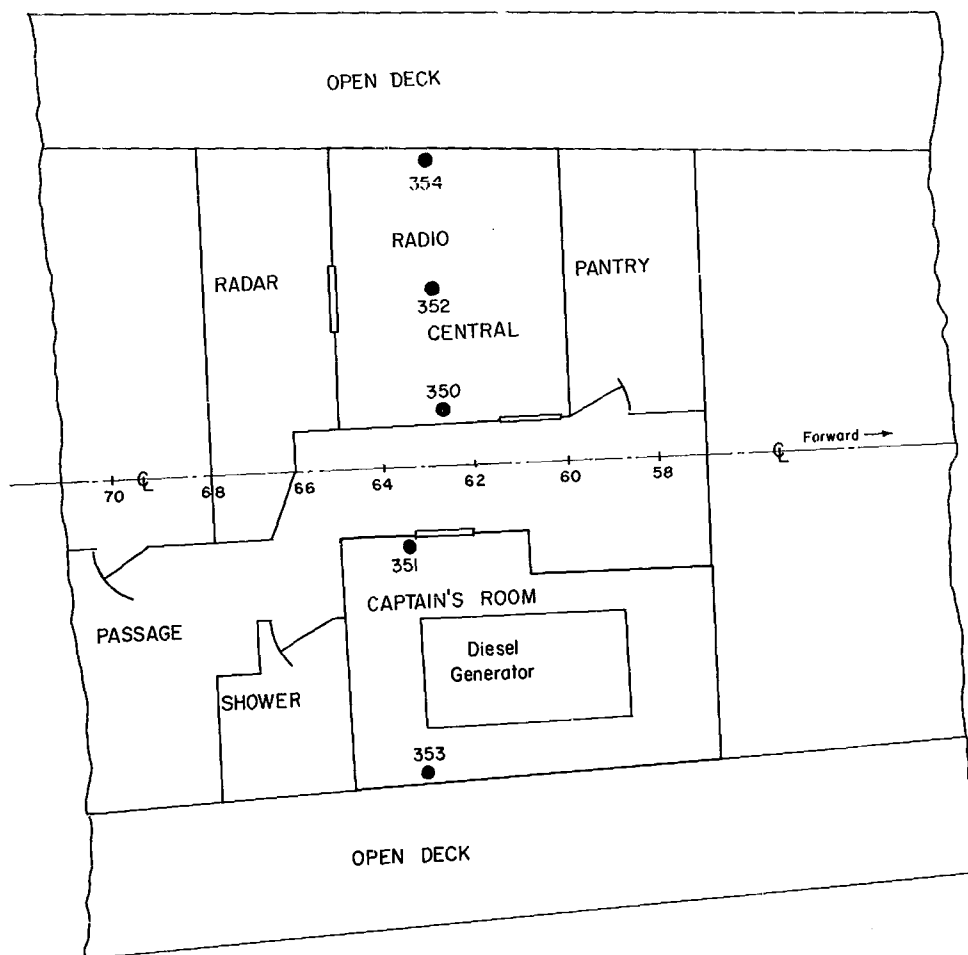 OPEN DECK
354
RADIO
RADAR
PANTRY
352
CENTRAL
350
Forward
70 ℄ 68 66 64 62 60 58 ℄
351
CAPTAIN'S ROOM
PASSAGE
Diesel
Generator
SHOWER
353
OPEN DECK